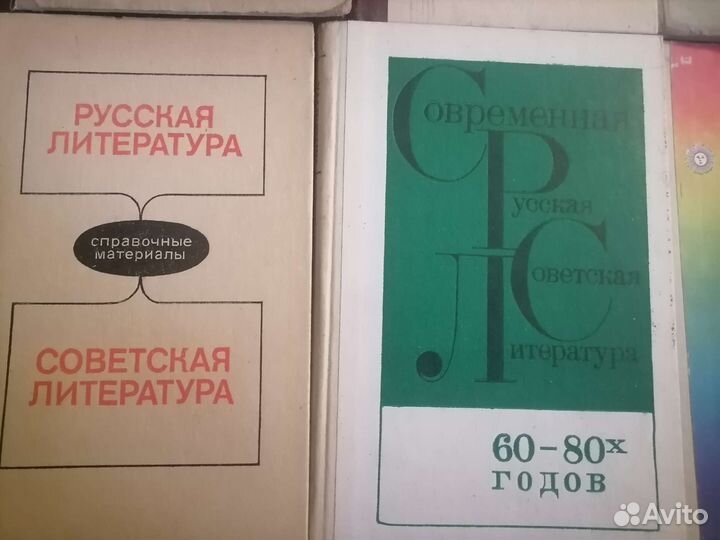 РУССКАЯ
ЛИТЕРАТУРА
справочные
материалы
СОВЕТСКАЯ
ЛИТЕРАТУРА
Современная
Русская
Советская
Литература
60-80х
годов
Avito